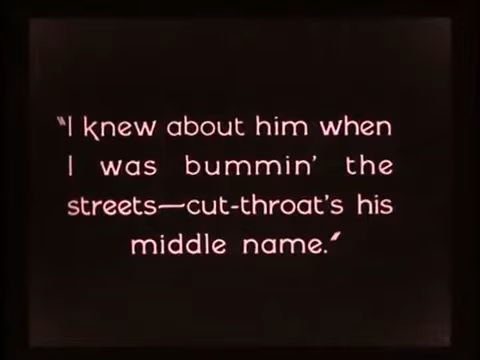 "I knew about him when
I was bummin' the
streets—cut-throat's his
middle name."